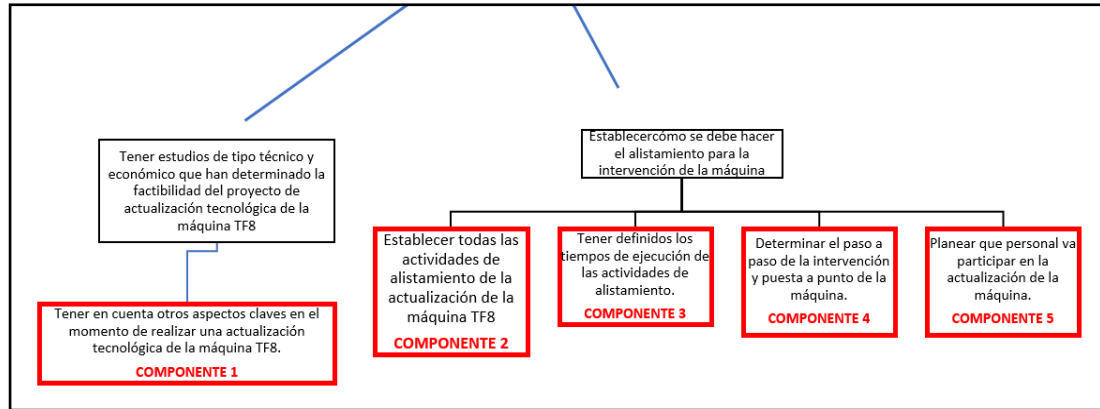 Tener estudios de tipo técnico y
económico que han determinado la
factibilidad del proyecto de
actualización tecnológica de la
máquina TF8
Establecercómo se debe hacer
el alistamiento para la
intervención de la máquina
Tener en cuenta otros aspectos claves en el
momento de realizar una actualización
tecnológica de la máquina TF8.
COMPONENTE 1
Establecer todas las
actividades de
alistamiento de la
actualización de la
máquina TF8
COMPONENTE 2
Tener definidos los
tiempos de ejecución de
las actividades de
alistamiento.
COMPONENTE 3
Determinar el paso a
paso de la intervención
y puesta a punto de la
máquina.
COMPONENTE 4
Planear que personal va
participar en la
actualización de la
máquina.
COMPONENTE 5